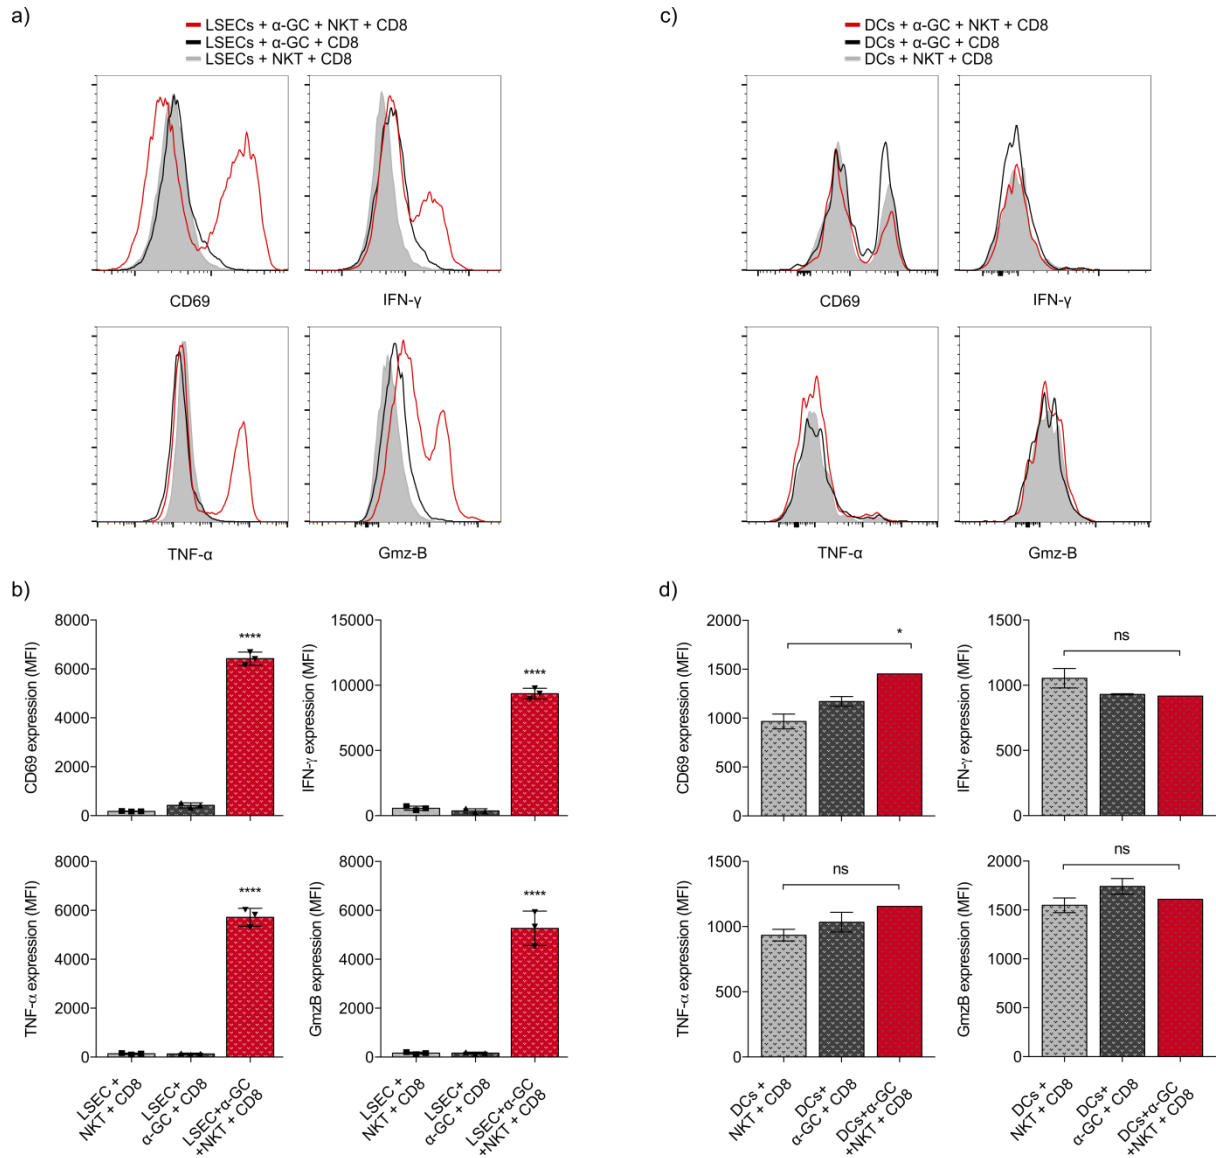 a)
LSECs + α-GC + NKT + CD8
LSECs + α-GC + CD8
LSECs + NKT + CD8
CD69
IFN-γ
TNF-α
Gmz-B
c)
DCs + α-GC + NKT + CD8
DCs + α-GC + CD8
DCs + NKT + CD8
CD69
IFN-γ
TNF-α
Gmz-B
b)
CD69 expression (MFI)
8000
6000
4000
2000
0
****
IFN-γ expression (MFI)
15000
10000
5000
0
****
TNF-α expression (MFI)
8000
6000
4000
2000
0
****
LSEC +
NKT + CD8
LSEC+
α-GC + CD8
LSEC+α-GC
+NKT + CD8
GmzB expression (MFI)
8000
6000
4000
2000
0
****
LSEC +
NKT + CD8
LSEC+
α-GC + CD8
LSEC+α-GC
+NKT + CD8
d)
CD69 expression (MFI)
2000
1500
1000
500
0
*
IFN-γ expression (MFI)
1500
1000
500
0
ns
TNF-α expression (MFI)
1500
1000
500
0
ns
DCs +
NKT + CD8
DCs+
α-GC + CD8
DCs+α-GC
+NKT + CD8
GmzB expression (MFI)
2000
1500
1000
500
0
ns
DCs +
NKT + CD8
DCs+
α-GC + CD8
DCs+α-GC
+NKT + CD8